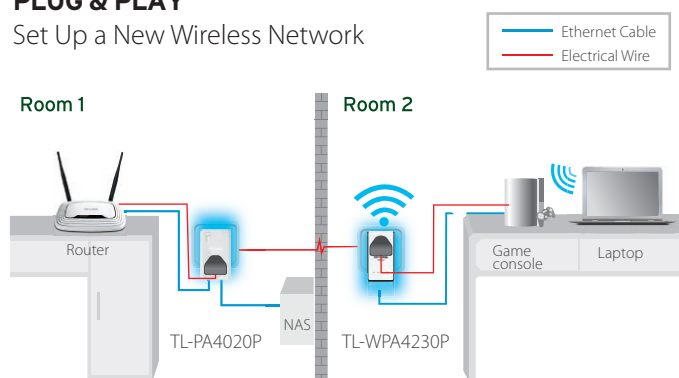 PLUG & PLAY
Set Up a New Wireless Network
Ethernet Cable
Electrical Wire
Room 1
Room 2
Router
Game
console
Laptop
NAS
TL-PA4020P
TL-WPA4230P